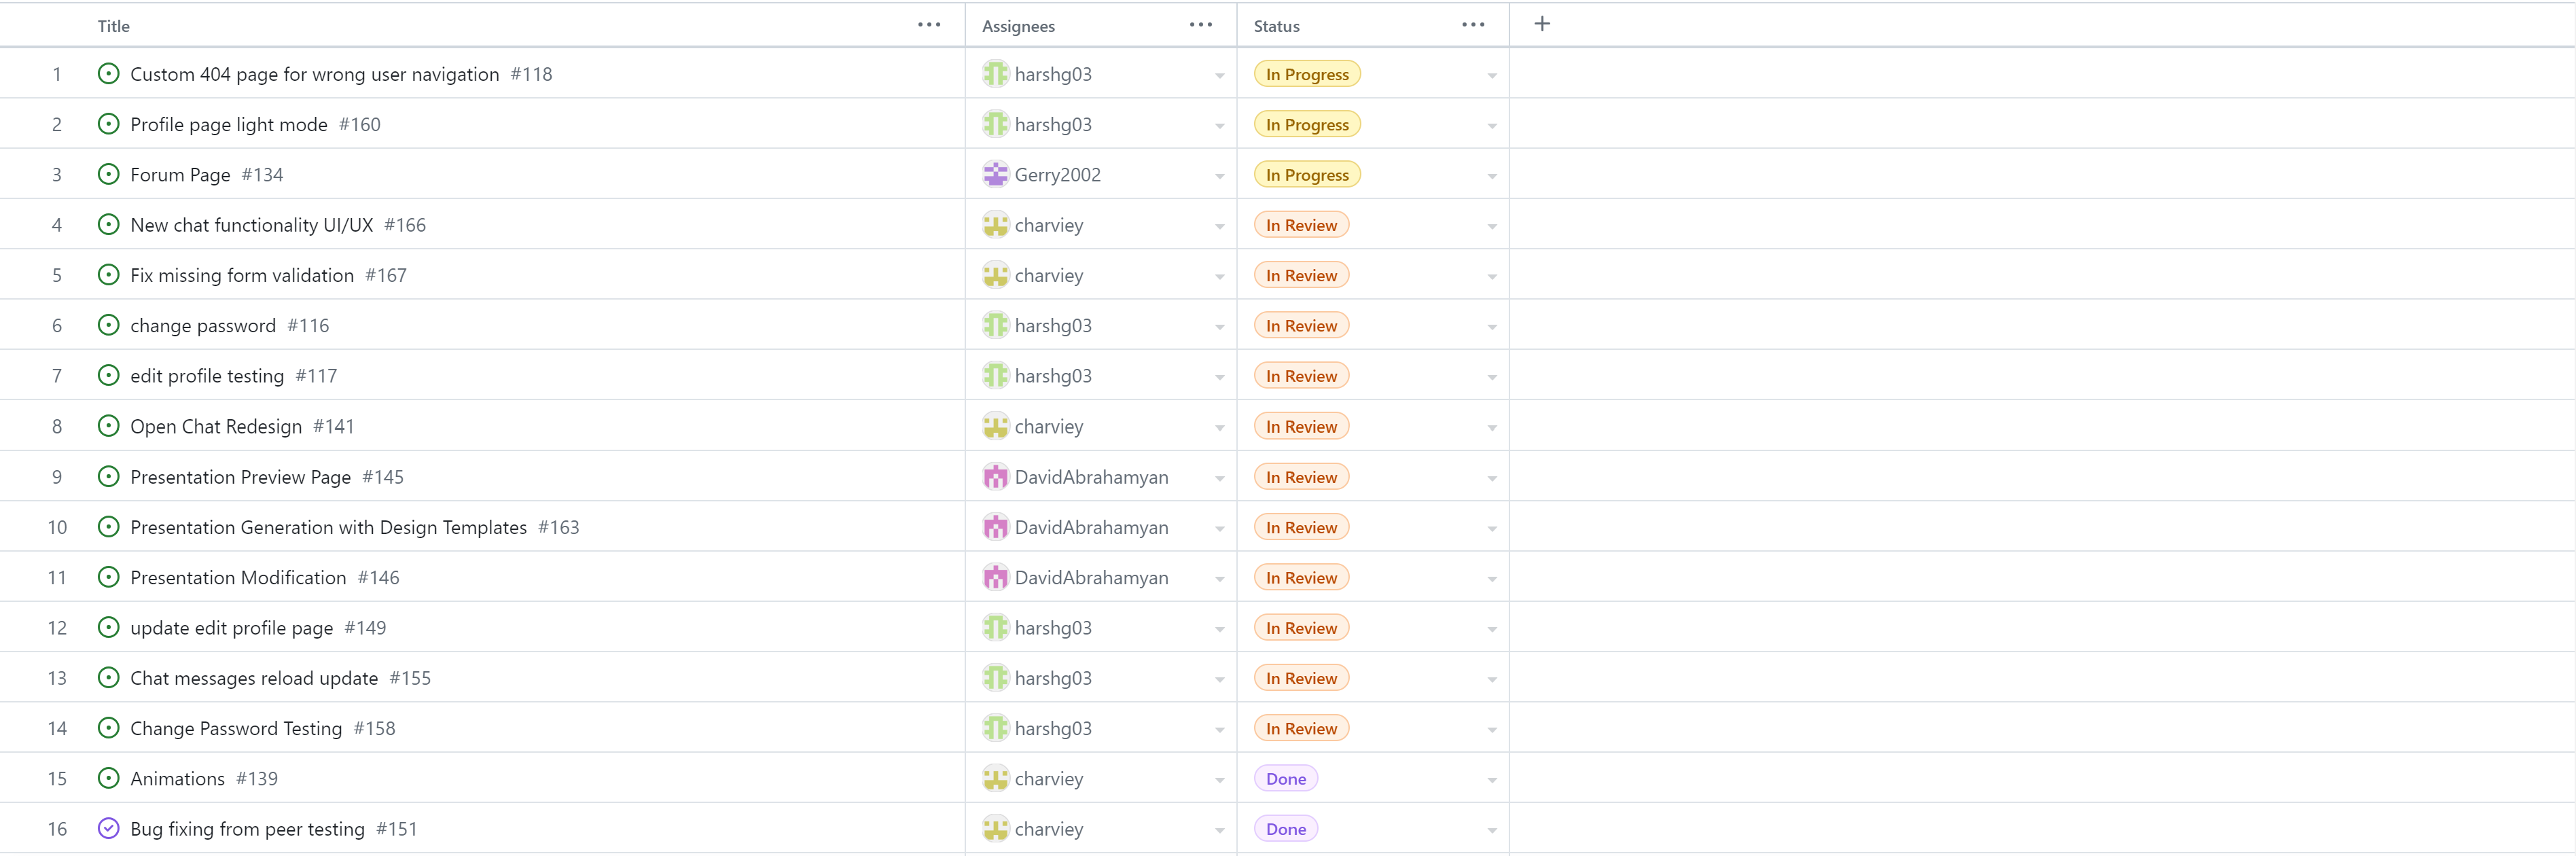 Title ... Assignees ... Status ... +
1 Custom 404 page for wrong user navigation #118 harshg03 In Progress
2 Profile page light mode #160 harshg03 In Progress
3 Forum Page #134 Gerry2002 In Progress
4 New chat functionality UI/UX #166 charviey In Review
5 Fix missing form validation #167 charviey In Review
6 change password #116 harshg03 In Review
7 edit profile testing #117 harshg03 In Review
8 Open Chat Redesign #141 charviey In Review
9 Presentation Preview Page #145 DavidAbrahamyan In Review
10 Presentation Generation with Design Templates #163 DavidAbrahamyan In Review
11 Presentation Modification #146 DavidAbrahamyan In Review
12 update edit profile page #149 harshg03 In Review
13 Chat messages reload update #155 harshg03 In Review
14 Change Password Testing #158 harshg03 In Review
15 Animations #139 charviey Done
16 Bug fixing from peer testing #151 charviey Done